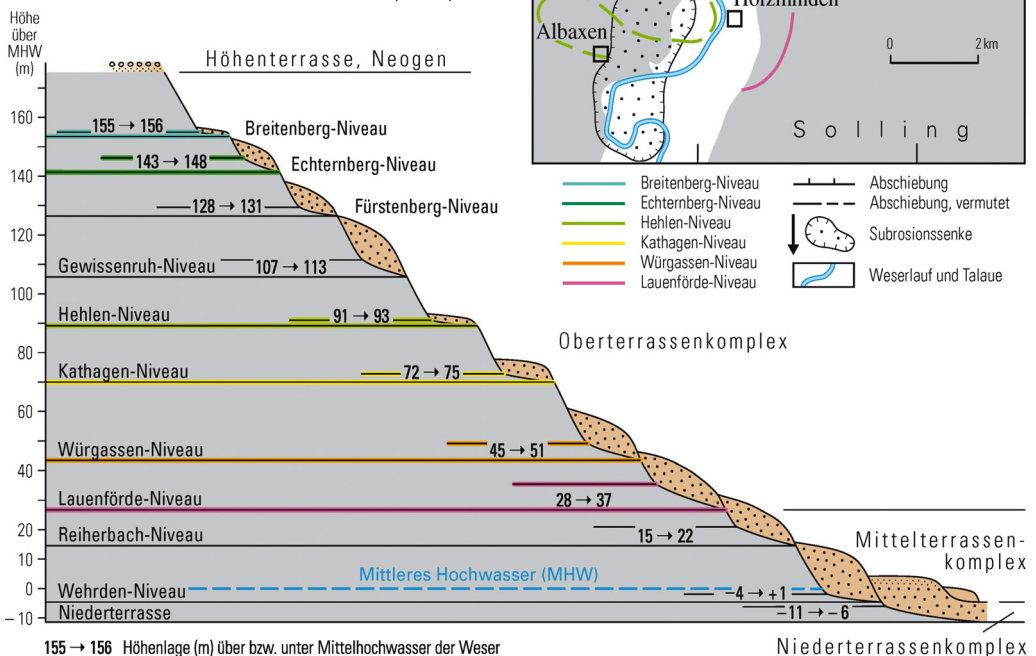 Höhe
über
MHW
(m)
160
140
120
100
80
60
40
20
10
0
– 10
Höhenterrasse, Neogen
155 → 156
Breitenberg-Niveau
143 → 148
Echternberg-Niveau
128 → 131
Fürstenberg-Niveau
Gewissenruh-Niveau
107 → 113
Hehlen-Niveau
91 → 93
Oberterrassenkomplex
Kathagen-Niveau
72 → 75
Würgassen-Niveau
45 → 51
Lauenförde-Niveau
28 → 37
Reiherbach-Niveau
15 → 22
Mittelterrassen-
komplex
Mittleres Hochwasser (MHW)
Wehrden-Niveau
–4 → +1
Niederterrasse
–11 → – 6
Niederterrassenkomplex
155 → 156 Höhenlage (m) über bzw. unter Mittelhochwasser der Weser
Holzminden
Albaxen
0 2 km
Solling
Breitenberg-Niveau
Echternberg-Niveau
Hehlen-Niveau
Kathagen-Niveau
Würgassen-Niveau
Lauenförde-Niveau
Abschiebung
Abschiebung, vermutet
Subrosionssenke
Weserlauf und Talaue